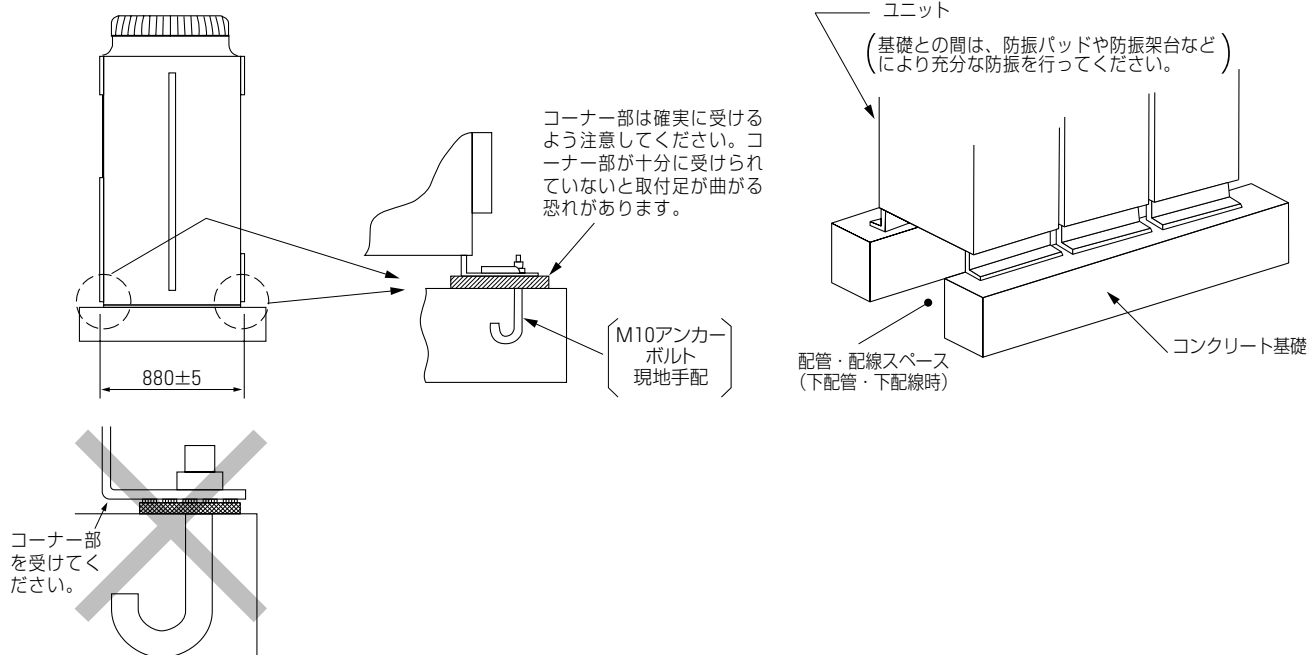 ユニット
基礎との間は、防振パッドや防振架台など
により充分な防振を行ってください。
コーナー部は確実に受ける
よう注意してください。コ
ーナー部が十分に受けられ
ていないと取付足が曲がる
恐れがあります。
M10アンカー
ボルト
現地手配
880±5
配管・配線スペース
（下配管・下配線時）
コンクリート基礎
コーナー部
を受けてく
ださい。